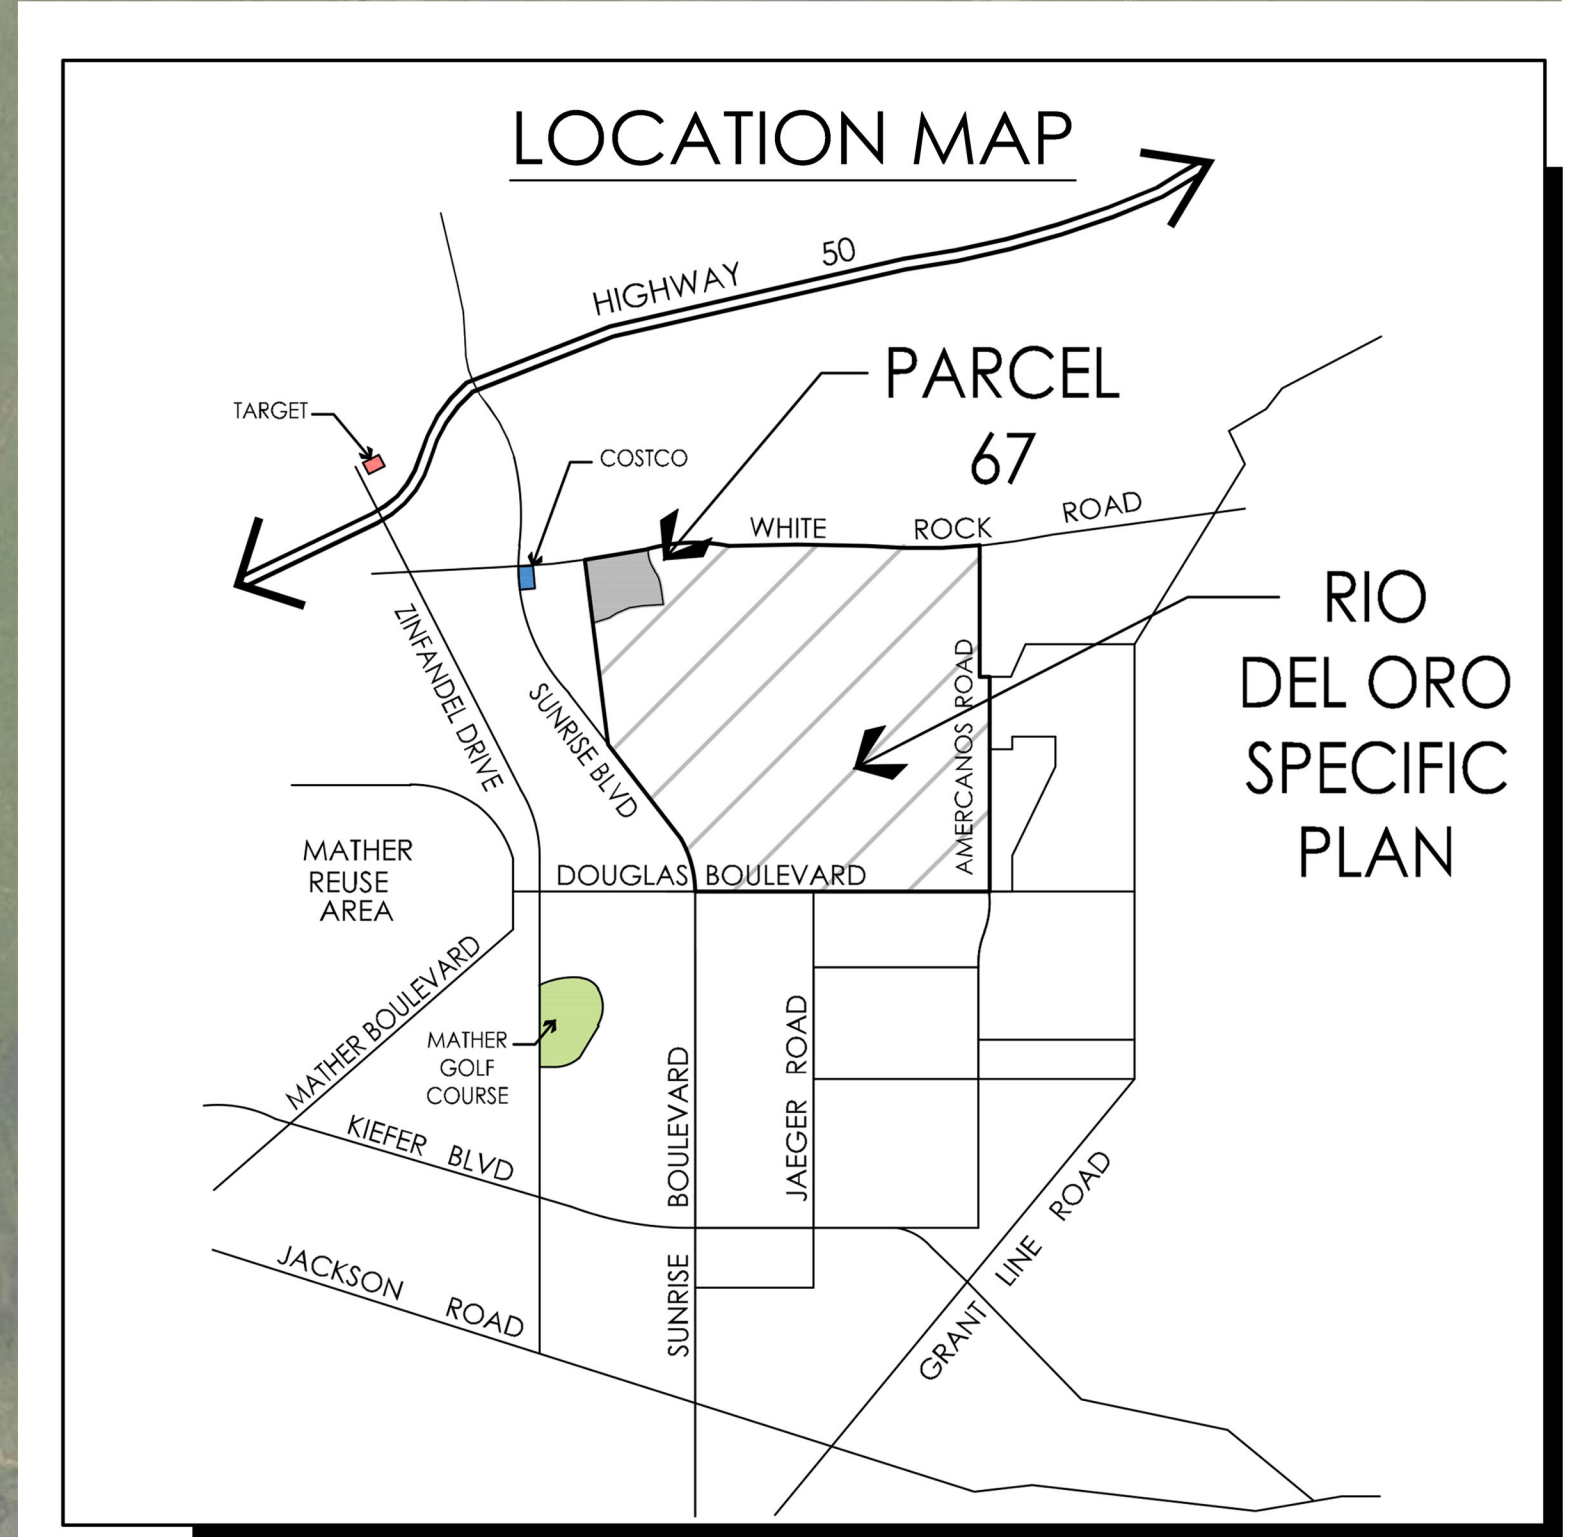 LOCATION MAP
HIGHWAY 50
PARCEL
67
TARGET
COSTCO
WHITE ROCK ROAD
RIO
DEL ORO
SPECIFIC
PLAN
ZINFANDEL DRIVE
SUNRISE BLVD
AMERCANOS ROAD
MATHER
REUSE
AREA
DOUGLAS BOULEVARD
MATHER BOULEVARD
MATHER
GOLF
COURSE
SUNRISE BOULEVARD
JAEGER ROAD
KIEFER BLVD
JACKSON ROAD
GRANT LINE ROAD